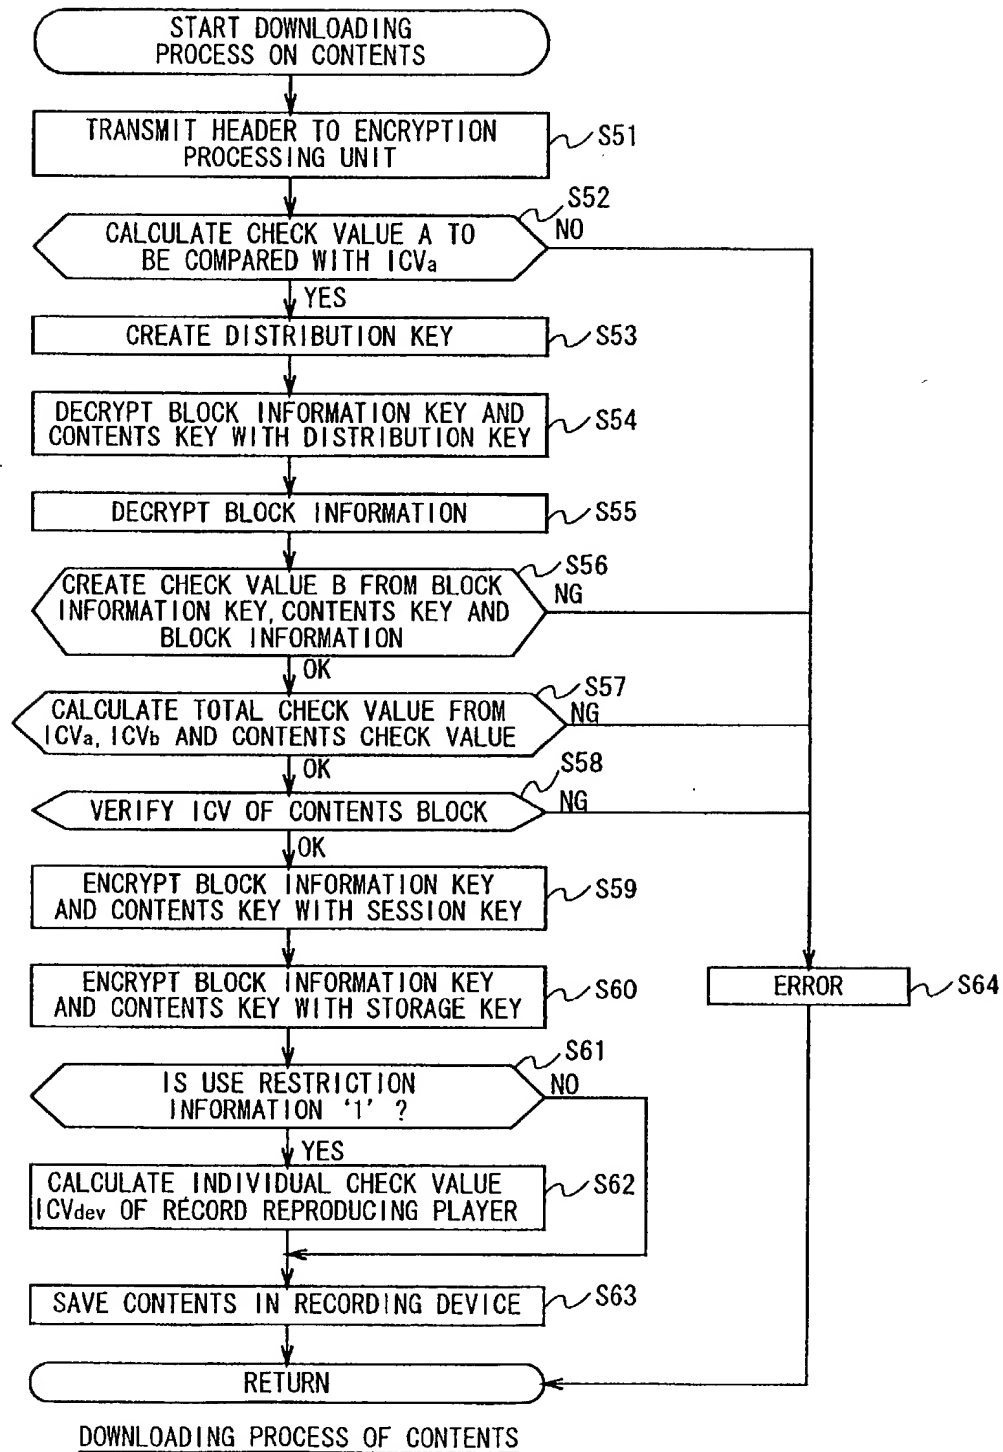 START DOWNLOADING
PROCESS ON CONTENTS
TRANSMIT HEADER TO ENCRYPTION
PROCESSING UNIT
S51
S52
CALCULATE CHECK VALUE A TO
BE COMPARED WITH ICVa
NO
YES
CREATE DISTRIBUTION KEY
S53
DECRYPT BLOCK INFORMATION KEY AND
CONTENTS KEY WITH DISTRIBUTION KEY
S54
DECRYPT BLOCK INFORMATION
S55
S56
CREATE CHECK VALUE B FROM BLOCK
INFORMATION KEY, CONTENTS KEY AND
BLOCK INFORMATION
NG
OK
S57
CALCULATE TOTAL CHECK VALUE FROM
ICVa, ICVb AND CONTENTS CHECK VALUE
NG
OK
S58
VERIFY ICV OF CONTENTS BLOCK
NG
OK
ENCRYPT BLOCK INFORMATION KEY
AND CONTENTS KEY WITH SESSION KEY
S59
ENCRYPT BLOCK INFORMATION KEY
AND CONTENTS KEY WITH STORAGE KEY
S60
ERROR
S64
S61
IS USE RESTRICTION
INFORMATION '1' ?
NO
YES
CALCULATE INDIVIDUAL CHECK VALUE
ICVdev OF RECORD REPRODUCING PLAYER
S62
SAVE CONTENTS IN RECORDING DEVICE
S63
RETURN
DOWNLOADING PROCESS OF CONTENTS